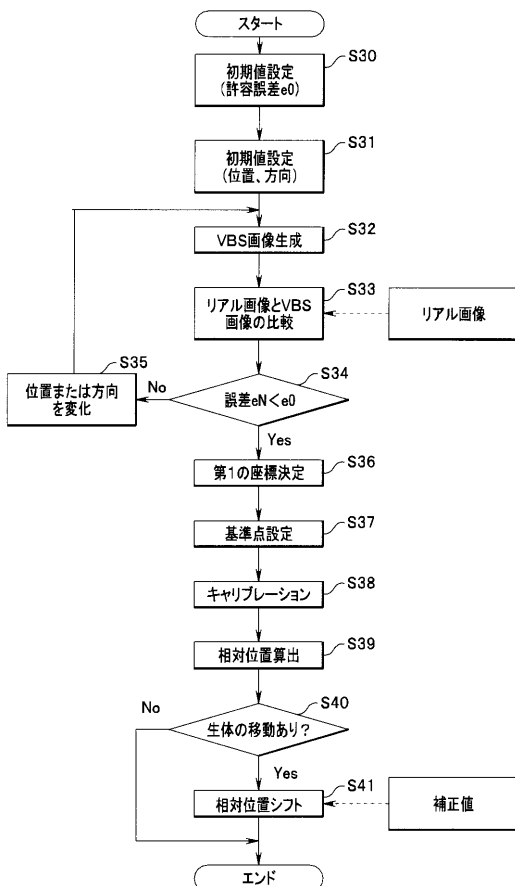 スタート
S30
初期値設定
(許容誤差e0)
S31
初期値設定
(位置、方向)
S32
VBS画像生成
S33
リアル画像とVBS
画像の比較
リアル画像
S35
位置または方向
を変化
No
S34
誤差eN<e0
Yes
S36
第1の座標決定
S37
基準点設定
S38
キャリブレーション
S39
相対位置算出
S40
No
生体の移動あり?
Yes
S41
相対位置シフト
補正値
エンド